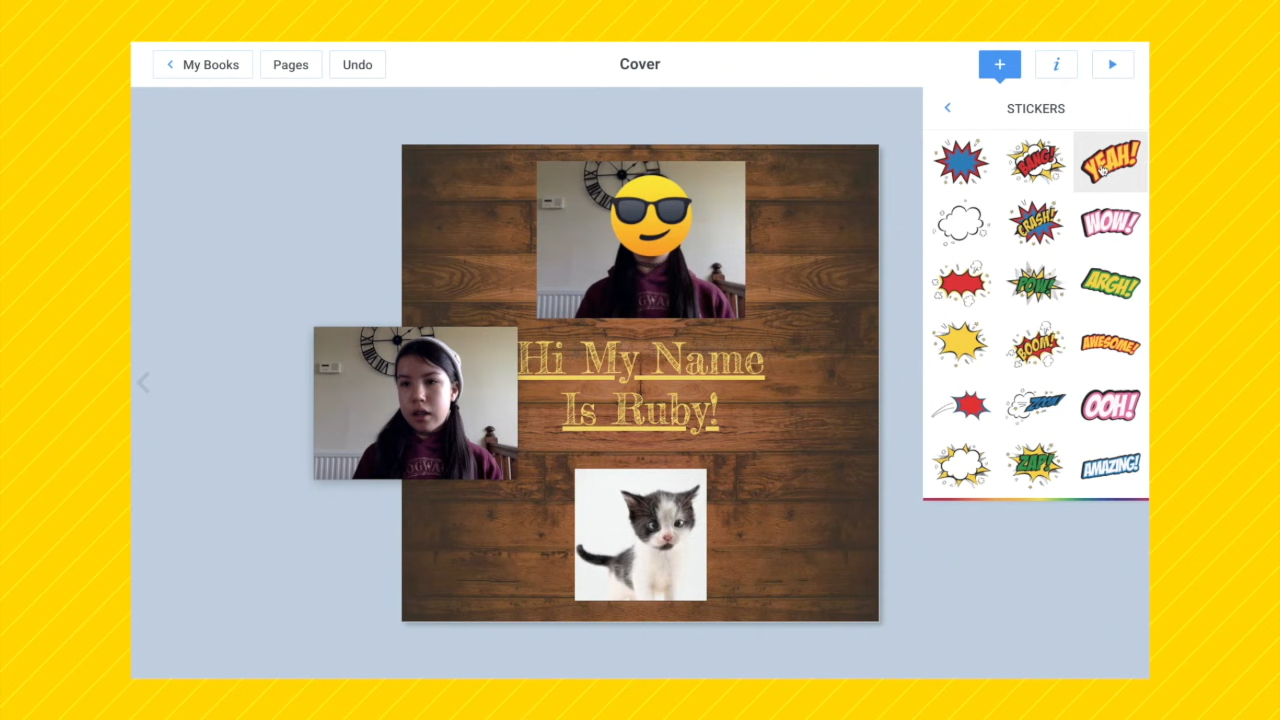 My Books
Pages
Undo
Cover
i
STICKERS
BANG!
YEAH!
CRASH!
WOW!
POW!
ARGH!
BOOM!
AWESOME!
OOH!
ZAP!
AMAZING!
Hi My Name
Is Ruby!